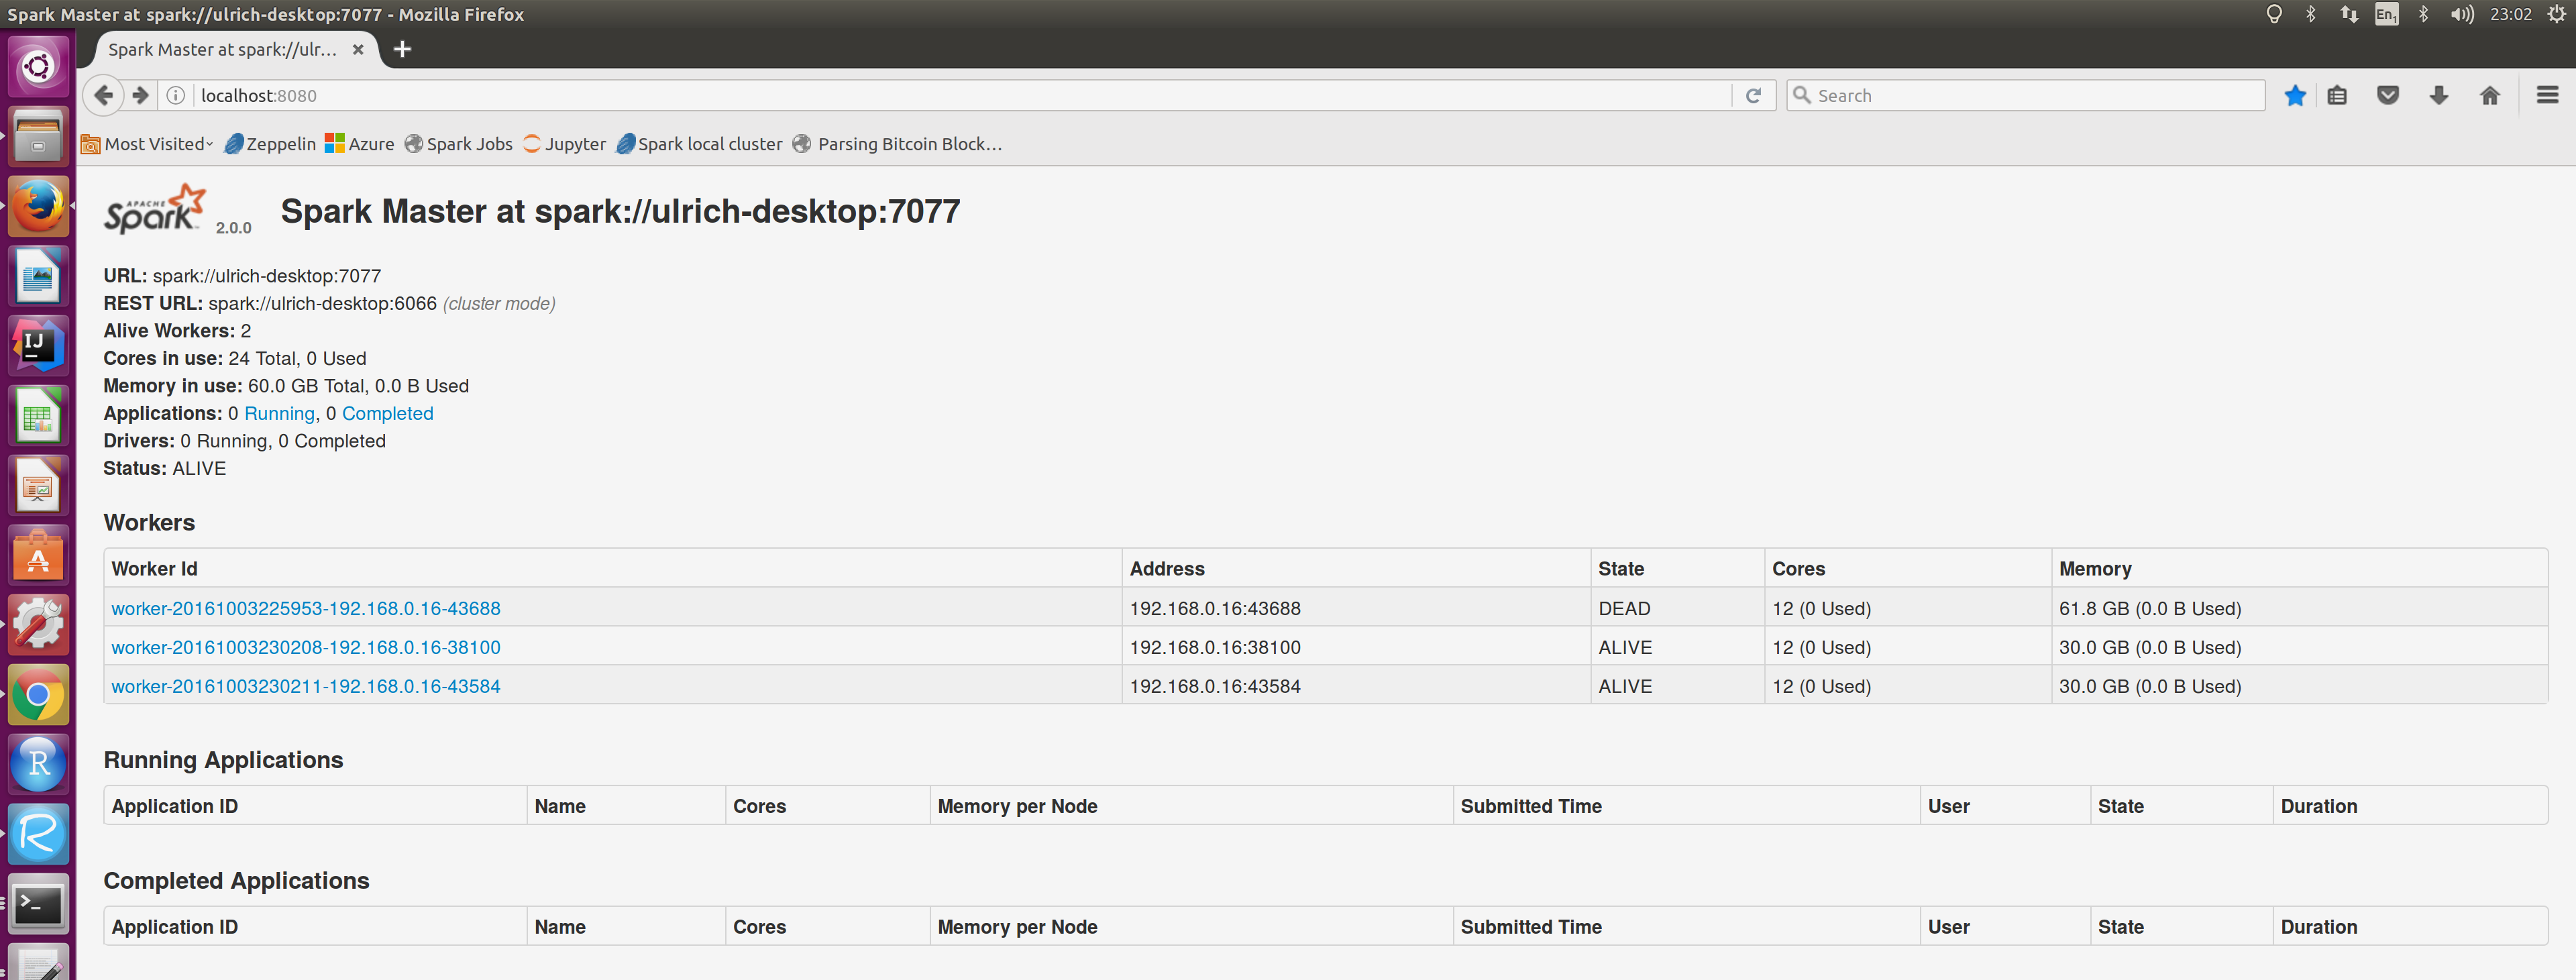 Spark Master at spark://ulrich-desktop:7077 - Mozilla Firefox
En1 23:02
Spark Master at spark://ulr...
localhost:8080
Search
Most Visited Zeppelin Azure Spark Jobs Jupyter Spark local cluster Parsing Bitcoin Block...
APACHE Spark 2.0.0 Spark Master at spark://ulrich-desktop:7077
URL: spark://ulrich-desktop:7077
REST URL: spark://ulrich-desktop:6066 (cluster mode)
Alive Workers: 2
Cores in use: 24 Total, 0 Used
Memory in use: 60.0 GB Total, 0.0 B Used
Applications: 0 Running, 0 Completed
Drivers: 0 Running, 0 Completed
Status: ALIVE
Workers
Worker Id Address State Cores Memory
worker-20161003225953-192.168.0.16-43688 192.168.0.16:43688 DEAD 12 (0 Used) 61.8 GB (0.0 B Used)
worker-20161003230208-192.168.0.16-38100 192.168.0.16:38100 ALIVE 12 (0 Used) 30.0 GB (0.0 B Used)
worker-20161003230211-192.168.0.16-43584 192.168.0.16:43584 ALIVE 12 (0 Used) 30.0 GB (0.0 B Used)
Running Applications
Application ID Name Cores Memory per Node Submitted Time User State Duration
Completed Applications
Application ID Name Cores Memory per Node Submitted Time User State Duration
IJ
A
R
R
>_